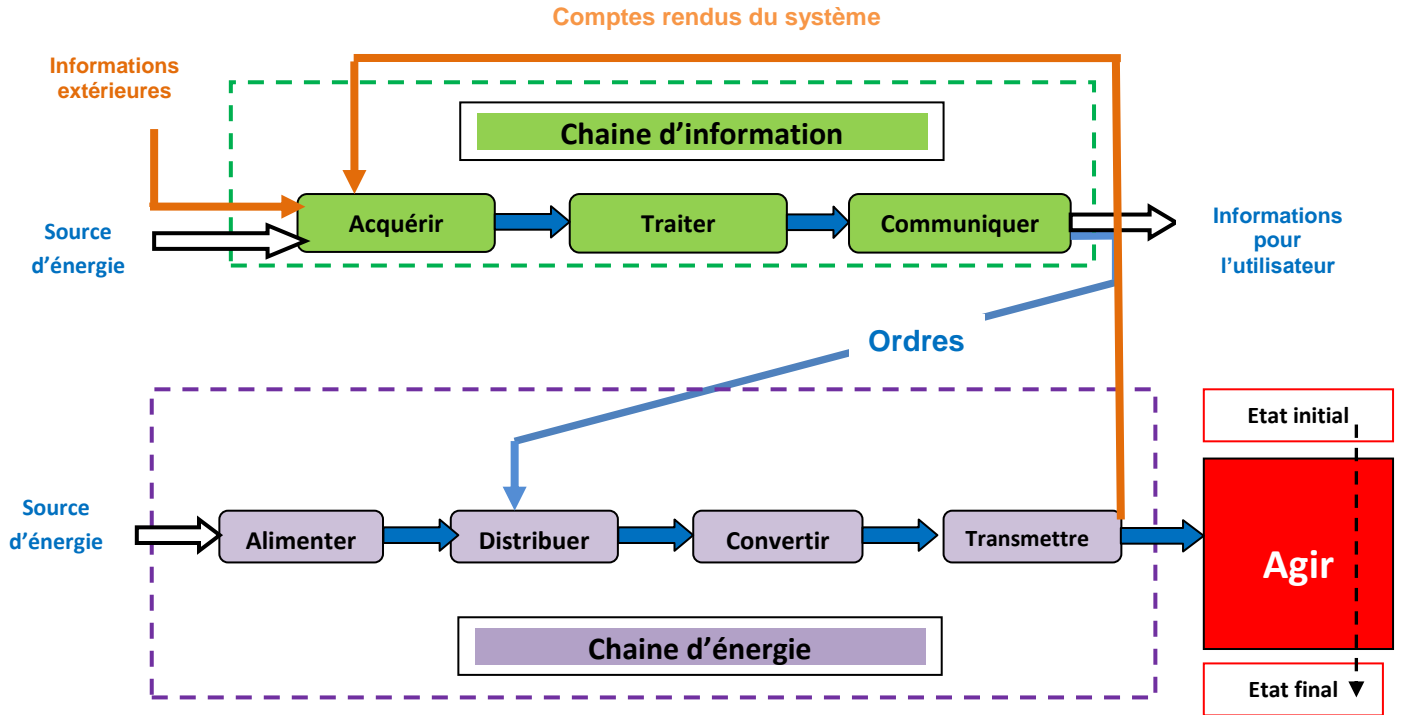 Comptes rendus du système
Informations
extérieures
Chaine d’information
Acquérir
Traiter
Communiquer
Source
d’énergie
Informations
pour
l’utilisateur
Ordres
Etat initial
Source
d’énergie
Alimenter
Distribuer
Convertir
Transmettre
Agir
Chaine d’énergie
Etat final